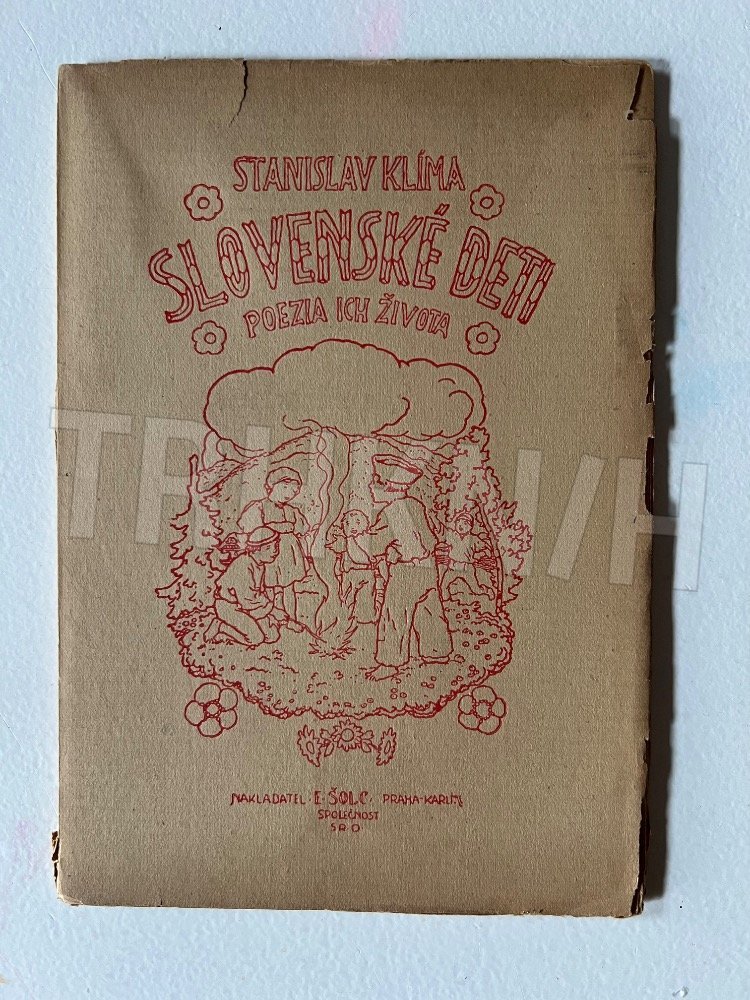 STANISLAV KLÍMA
SLOVENSKÉ DETI
POEZIA ICH ŽIVOTA
NAKLADATEL · E · ŠOLC · PRAHA-KARLÍN
SPOLEČNOST
S R O